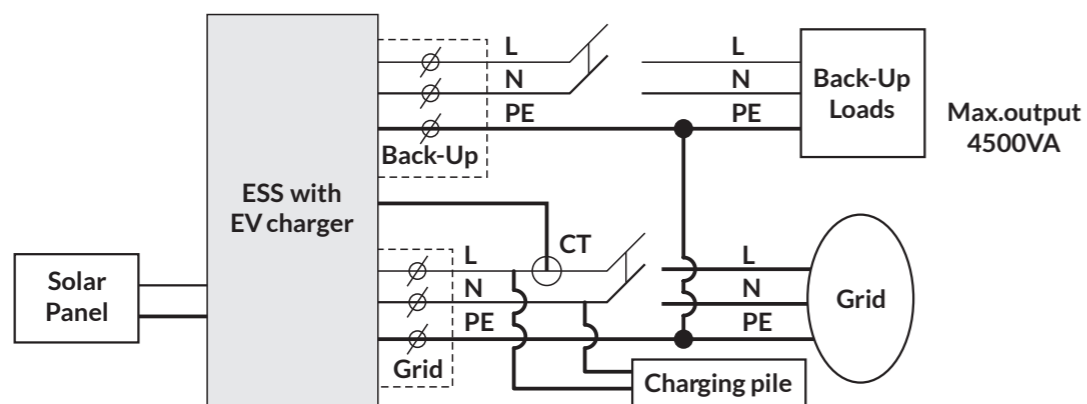 L
N
PE
L
N
PE
Back-Up
Loads
Max.output
4500VA
Back-Up
ESS with
EV charger
CT
L
N
PE
L
N
PE
Grid
Solar
Panel
Grid
Charging pile